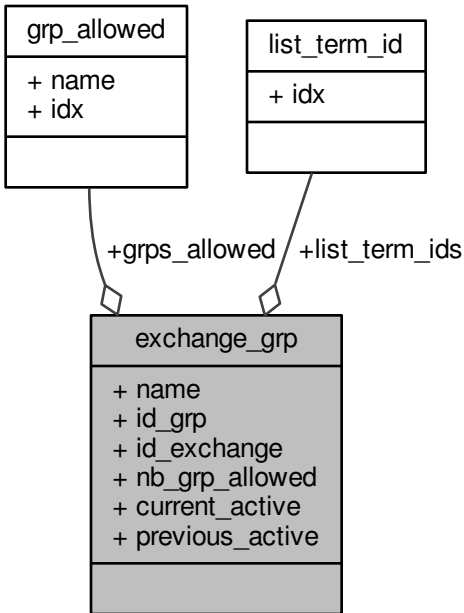 grp_allowed
+ name
+ idx
list_term_id
+ idx
+grps_allowed
+list_term_ids
exchange_grp
+ name
+ id_grp
+ id_exchange
+ nb_grp_allowed
+ current_active
+ previous_active